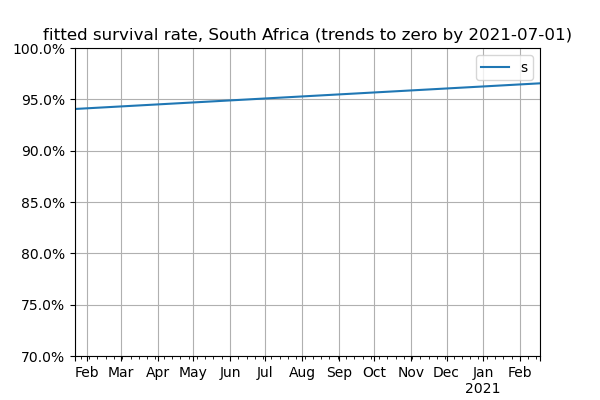 fitted survival rate, South Africa (trends to zero by 2021-07-01)
100.0%
s
95.0%
90.0%
85.0%
80.0%
75.0%
70.0%
Feb Mar Apr May Jun Jul Aug Sep Oct Nov Dec Jan Feb
2021